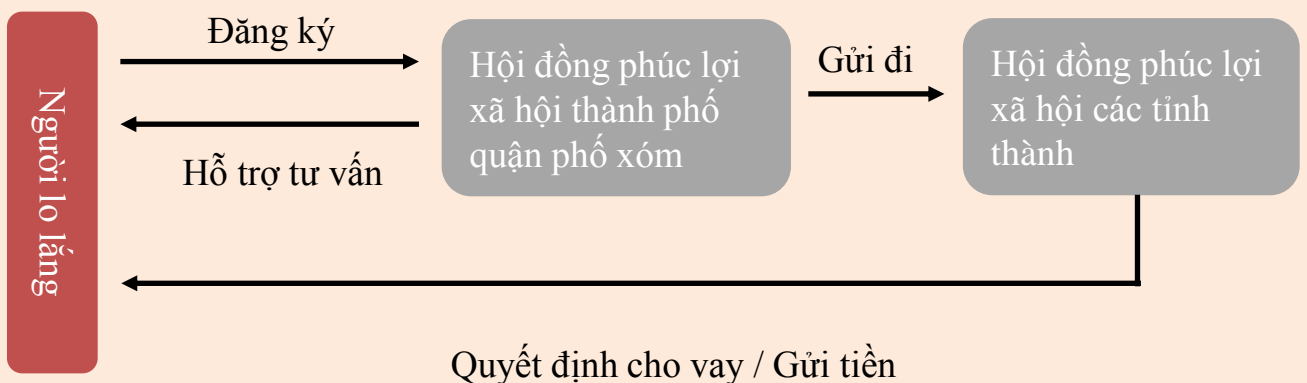 Người lo lắng
Đăng ký
Hỗ trợ tư vấn
Hội đồng phúc lợi
xã hội thành phố
quận phố xóm
Gửi đi
Hội đồng phúc lợi
xã hội các tỉnh
thành
Quyết định cho vay / Gửi tiền